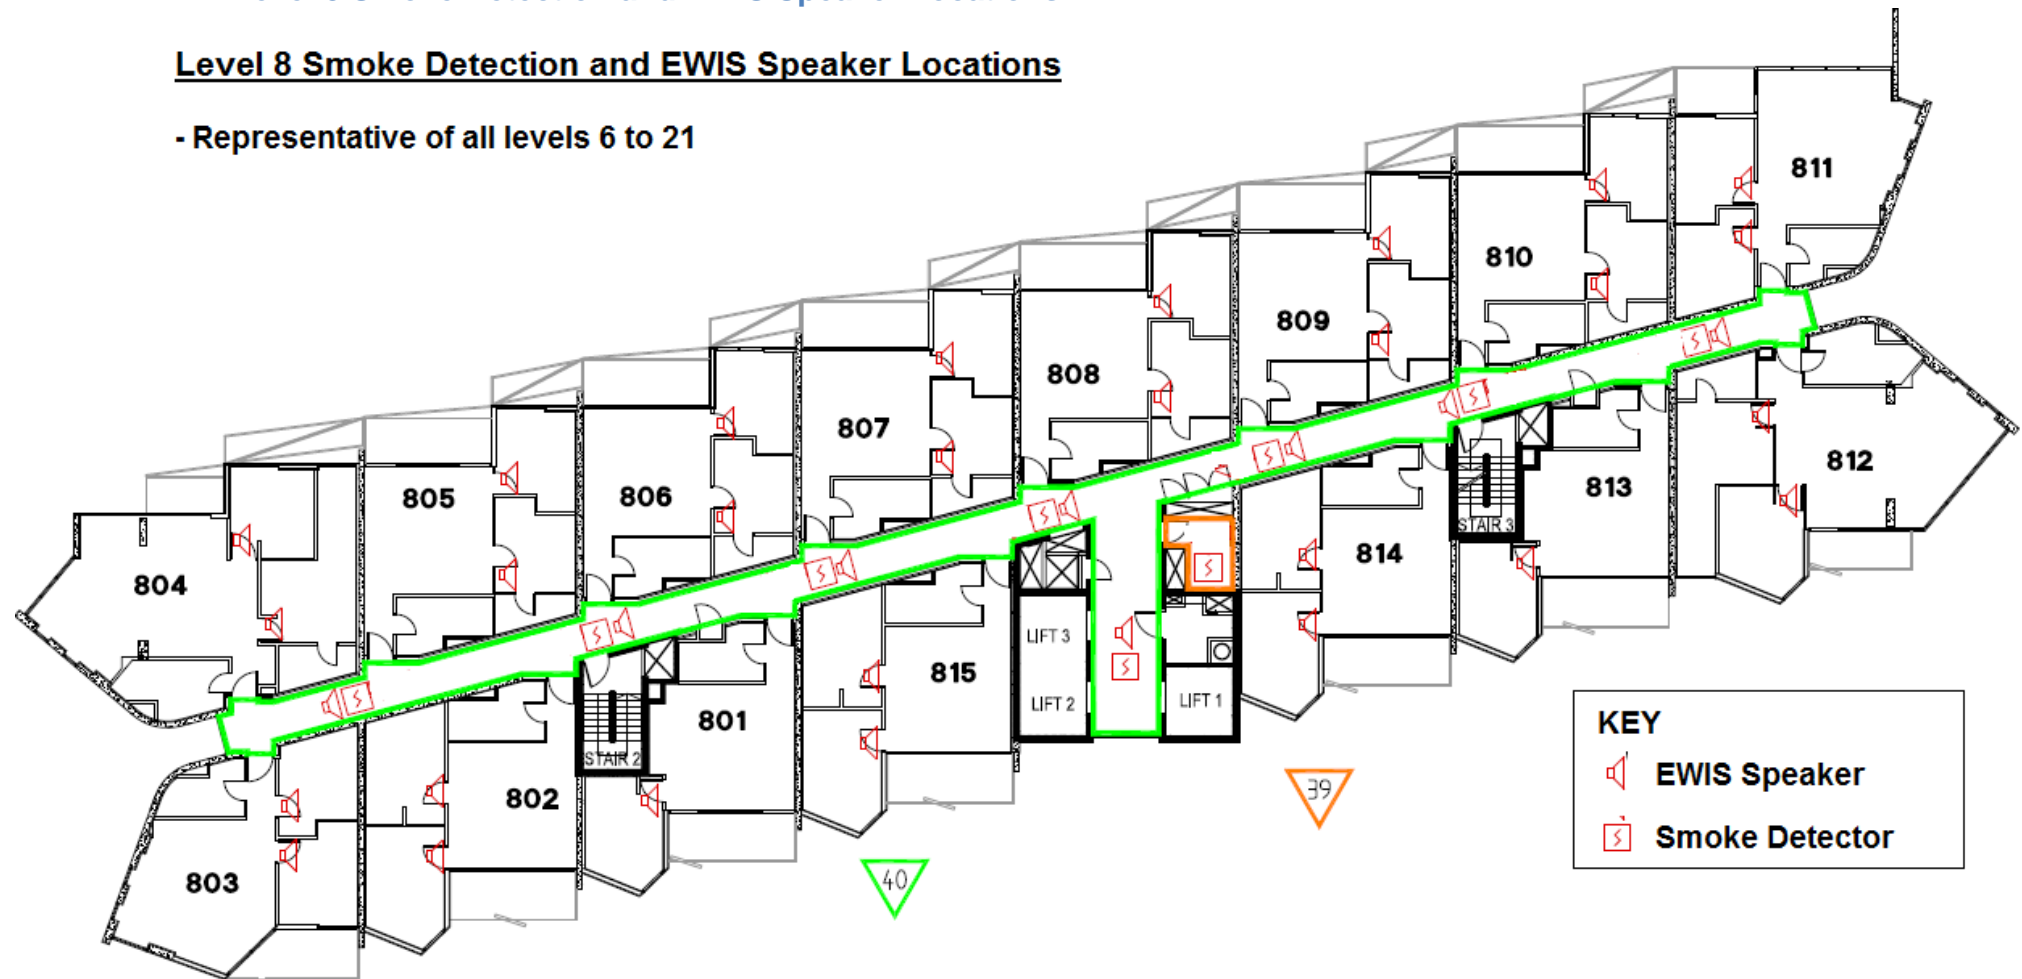 Level 8 Smoke Detection and EWIS Speaker Locations
- Representative of all levels 6 to 21
811
810
809
808
807
805
806
804
812
813
STAIR 3
814
LIFT 3
815
LIFT 2
LIFT 1
801
STAIR 2
802
803
39
40
KEY
EWIS Speaker
Smoke Detector